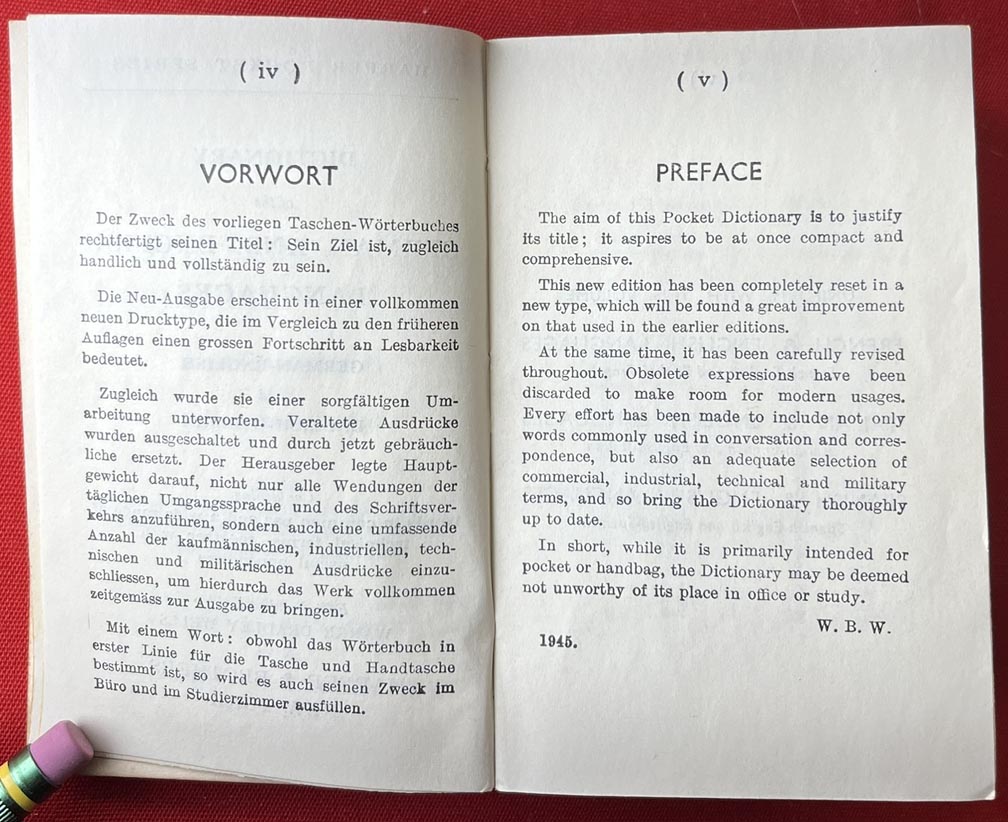 ( iv )
VORWORT
Der Zweck des vorliegen Taschen-Wörterbuches
rechtfertigt seinen Titel: Sein Ziel ist, zugleich
handlich und vollständig zu sein.
Die Neu-Ausgabe erscheint in einer vollkommen
neuen Drucktype, die im Vergleich zu den früheren
Auflagen einen grossen Fortschritt an Lesbarkeit
bedeutet.
Zugleich wurde sie einer sorgfältigen Um-
arbeitung unterworfen. Veraltete Ausdrücke
wurden ausgeschaltet und durch jetzt gebräuch-
liche ersetzt. Der Herausgeber legte Haupt-
gewicht darauf, nicht nur alle Wendungen der
täglichen Umgangssprache und des Schriftsver-
kehrs anzuführen, sondern auch eine umfassende
Anzahl der kaufmännischen, industriellen, tech-
nischen und militärischen Ausdrücke einzu-
schliessen, um hierdurch das Werk vollkommen
zeitgemäss zur Ausgabe zu bringen.
Mit einem Wort: obwohl das Wörterbuch in
erster Linie für die Tasche und Handtasche
bestimmt ist, so wird es auch seinen Zweck im
Büro und im Studierzimmer ausfüllen.
( v )
PREFACE
The aim of this Pocket Dictionary is to justify
its title; it aspires to be at once compact and
comprehensive.
This new edition has been completely reset in a
new type, which will be found a great improvement
on that used in the earlier editions.
At the same time, it has been carefully revised
throughout. Obsolete expressions have been
discarded to make room for modern usages.
Every effort has been made to include not only
words commonly used in conversation and corres-
pondence, but also an adequate selection of
commercial, industrial, technical and military
terms, and so bring the Dictionary thoroughly
up to date.
In short, while it is primarily intended for
pocket or handbag, the Dictionary may be deemed
not unworthy of its place in office or study.
W. B. W.
1945.